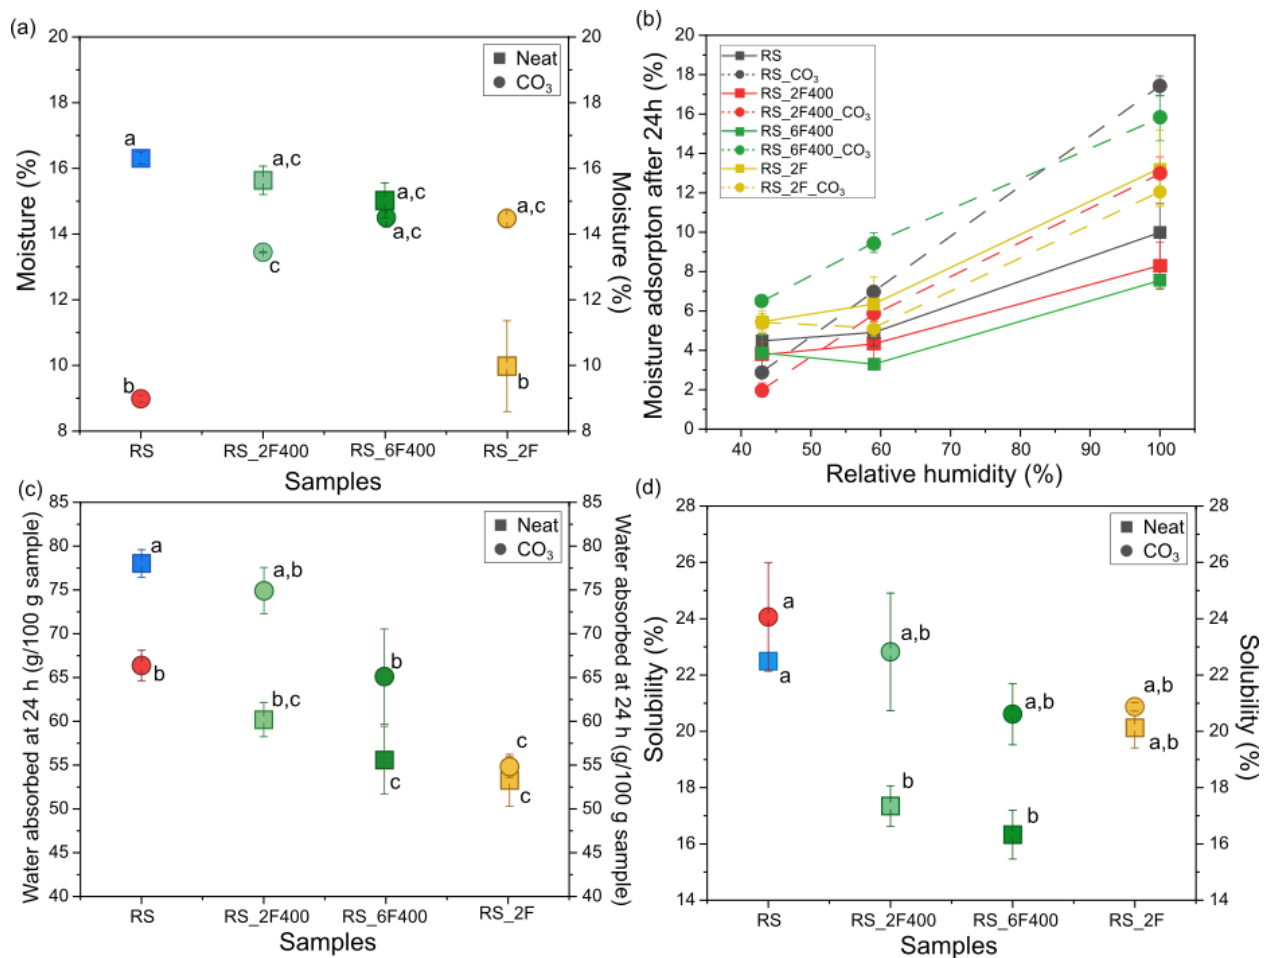 (a)
20
18
16
14
12
10
8
Moisture (%)
Neat
CO₃
a
a,c
a,c
a,c
a,c
c
b
b
20
18
16
14
12
10
8
Moisture (%)
RS
RS_2F400
RS_6F400
RS_2F
Samples
(b)
20
18
16
14
12
10
8
6
4
2
0
Moisture adsorpton after 24h (%)
RS
RS_CO₃
RS_2F400
RS_2F400_CO₃
RS_6F400
RS_6F400_CO₃
RS_2F
RS_2F_CO₃
40
50
60
70
80
90
100
Relative humidity (%)
(c)
85
80
75
70
65
60
55
50
45
40
Water absorbed at 24 h (g/100 g sample)
Neat
CO₃
a
a,b
b
b
b,c
c
c
c
85
80
75
70
65
60
55
50
45
40
Water absorbed at 24 h (g/100 g sample)
RS
RS_2F400
RS_6F400
RS_2F
Samples
(d)
28
26
24
22
20
18
16
14
Solubility (%)
Neat
CO₃
a
a
a,b
a,b
a,b
a,b
b
b
28
26
24
22
20
18
16
14
Solubility (%)
RS
RS_2F400
RS_6F400
RS_2F
Samples